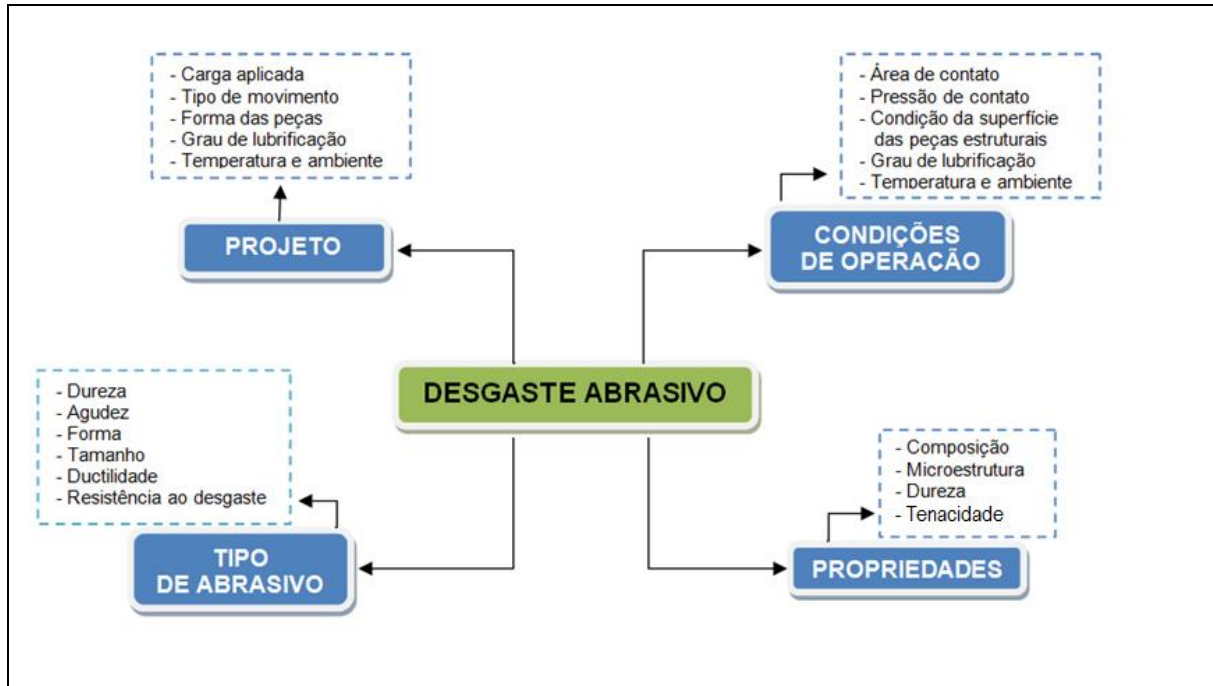 - Carga aplicada
- Tipo de movimento
- Forma das peças
- Grau de lubrificação
- Temperatura e ambiente
PROJETO
- Área de contato
- Pressão de contato
- Condição da superfície
das peças estruturais
- Grau de lubrificação
- Temperatura e ambiente
CONDIÇÕES
DE OPERAÇÃO
DESGASTE ABRASIVO
- Dureza
- Agudez
- Forma
- Tamanho
- Ductilidade
- Resistência ao desgaste
TIPO
DE ABRASIVO
- Composição
- Microestrutura
- Dureza
- Tenacidade
PROPRIEDADES